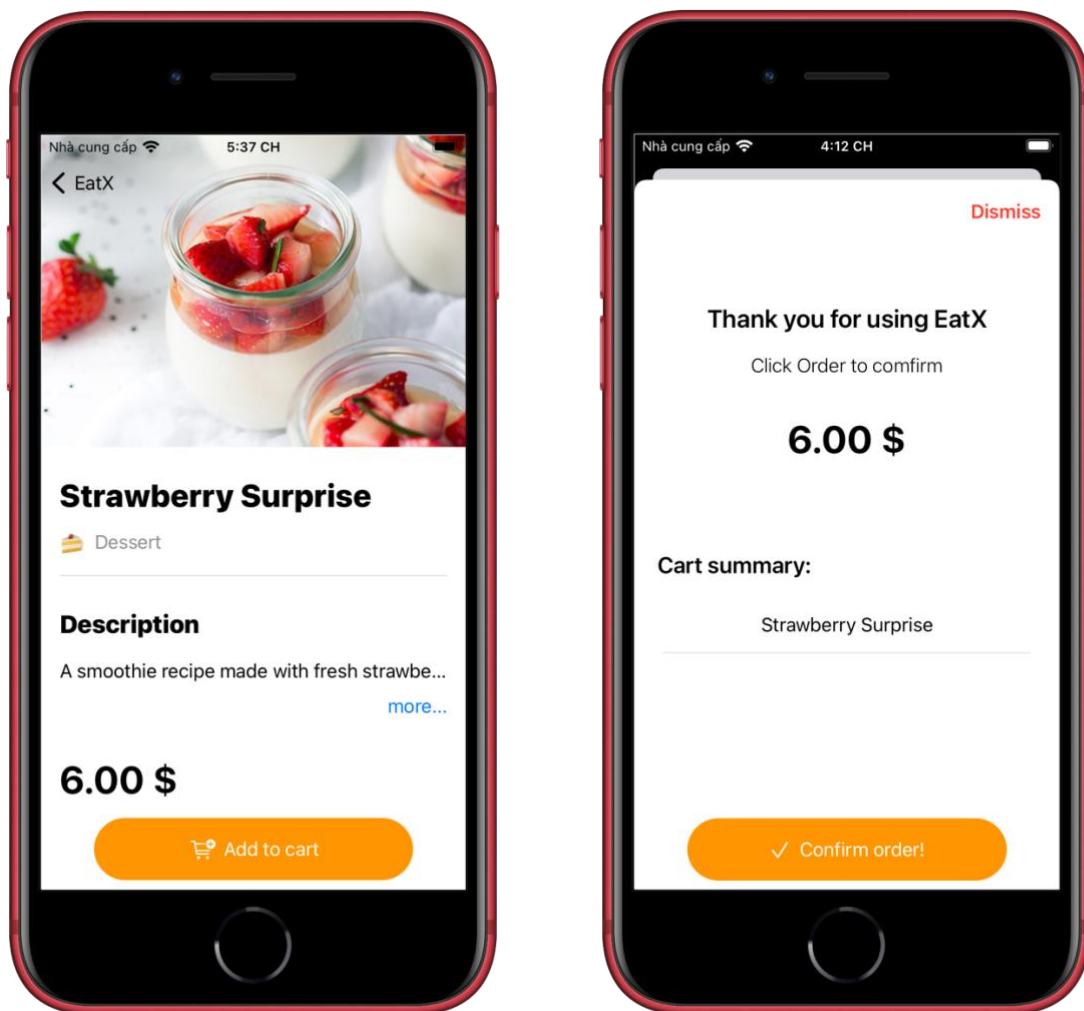 Nhà cung cấp 5:37 CH
EatX
Strawberry Surprise
Dessert
Description
A smoothie recipe made with fresh strawbe...
more...
6.00 $
Add to cart
Nhà cung cấp 4:12 CH
Dismiss
Thank you for using EatX
Click Order to comfirm
6.00 $
Cart summary:
Strawberry Surprise
Confirm order!